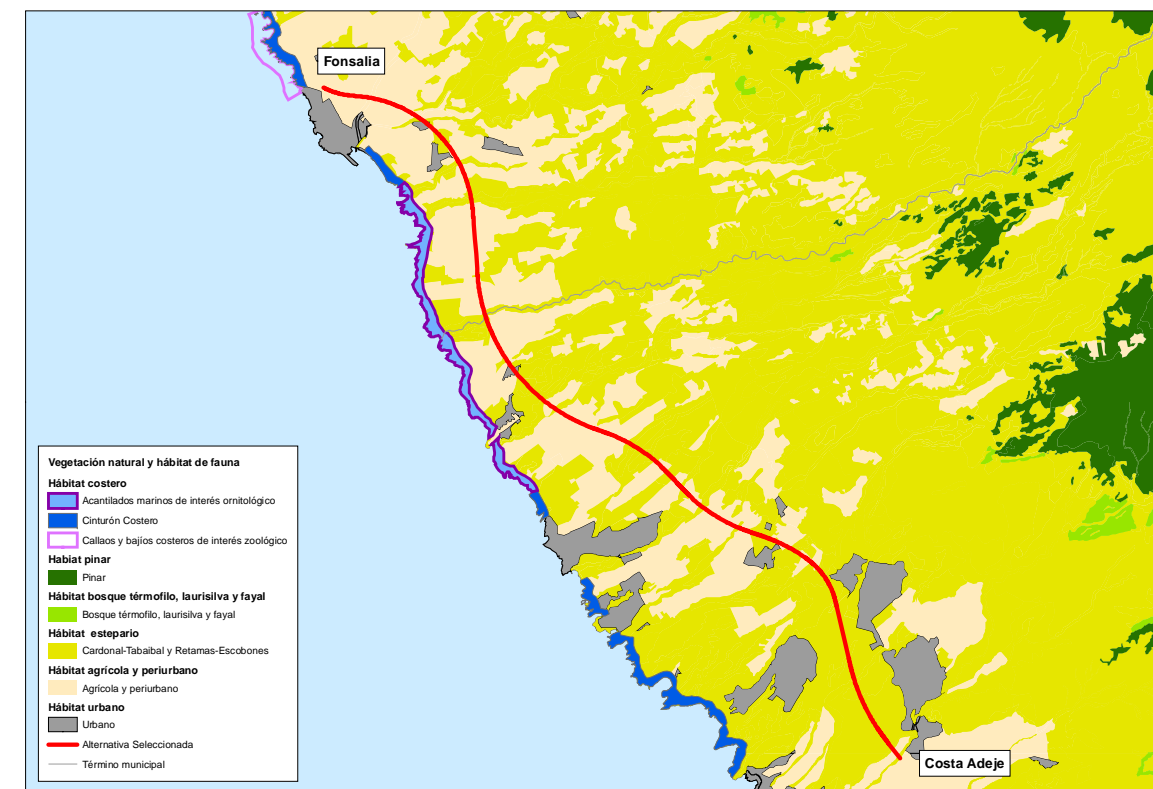 Fonsalia
Vegetación natural y hábitat de fauna
Hábitat costero
Acantilados marinos de interés ornitológico
Cinturón Costero
Callaos y bajíos costeros de interés zoológico
Habiat pinar
Pinar
Hábitat bosque térmofilo, laurisilva y fayal
Bosque térmofilo, laurisilva y fayal
Hábitat estepario
Cardonal-Tabaibal y Retamas-Escobones
Hábitat agrícola y periurbano
Agrícola y periurbano
Hábitat urbano
Urbano
Alternativa Seleccionada
Término municipal
Costa Adeje